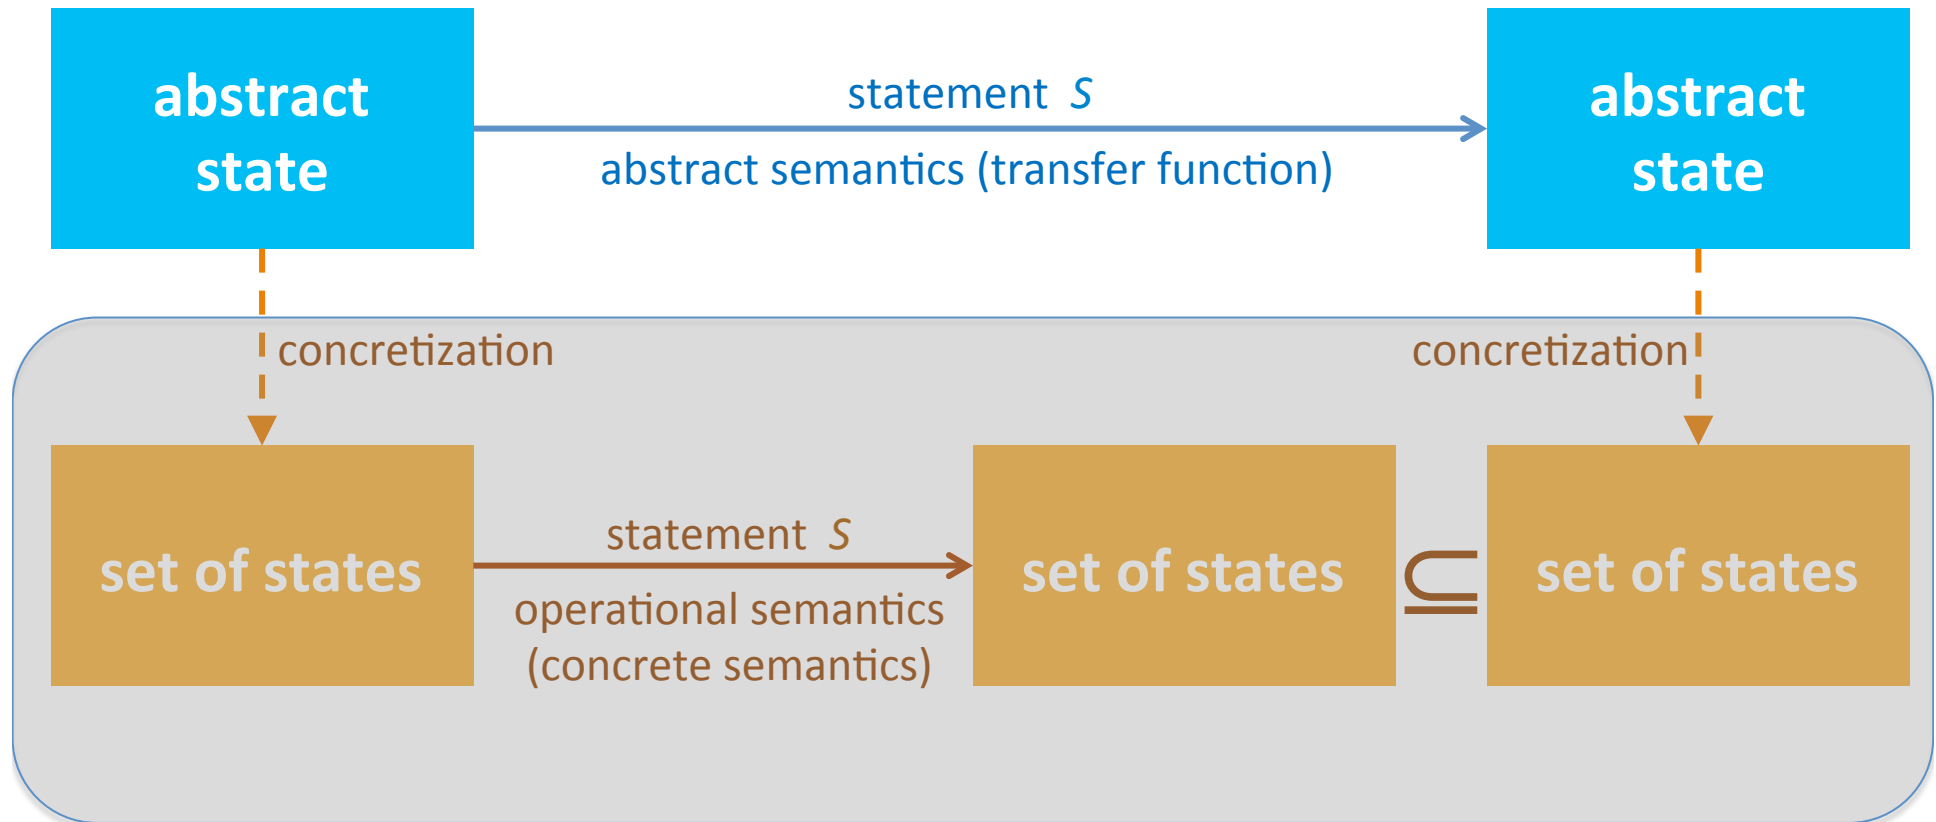 abstract
state
statement S
abstract semantics (transfer function)
abstract
state
concretization
concretization
set of states
statement S
operational semantics
(concrete semantics)
set of states
⊆
set of states